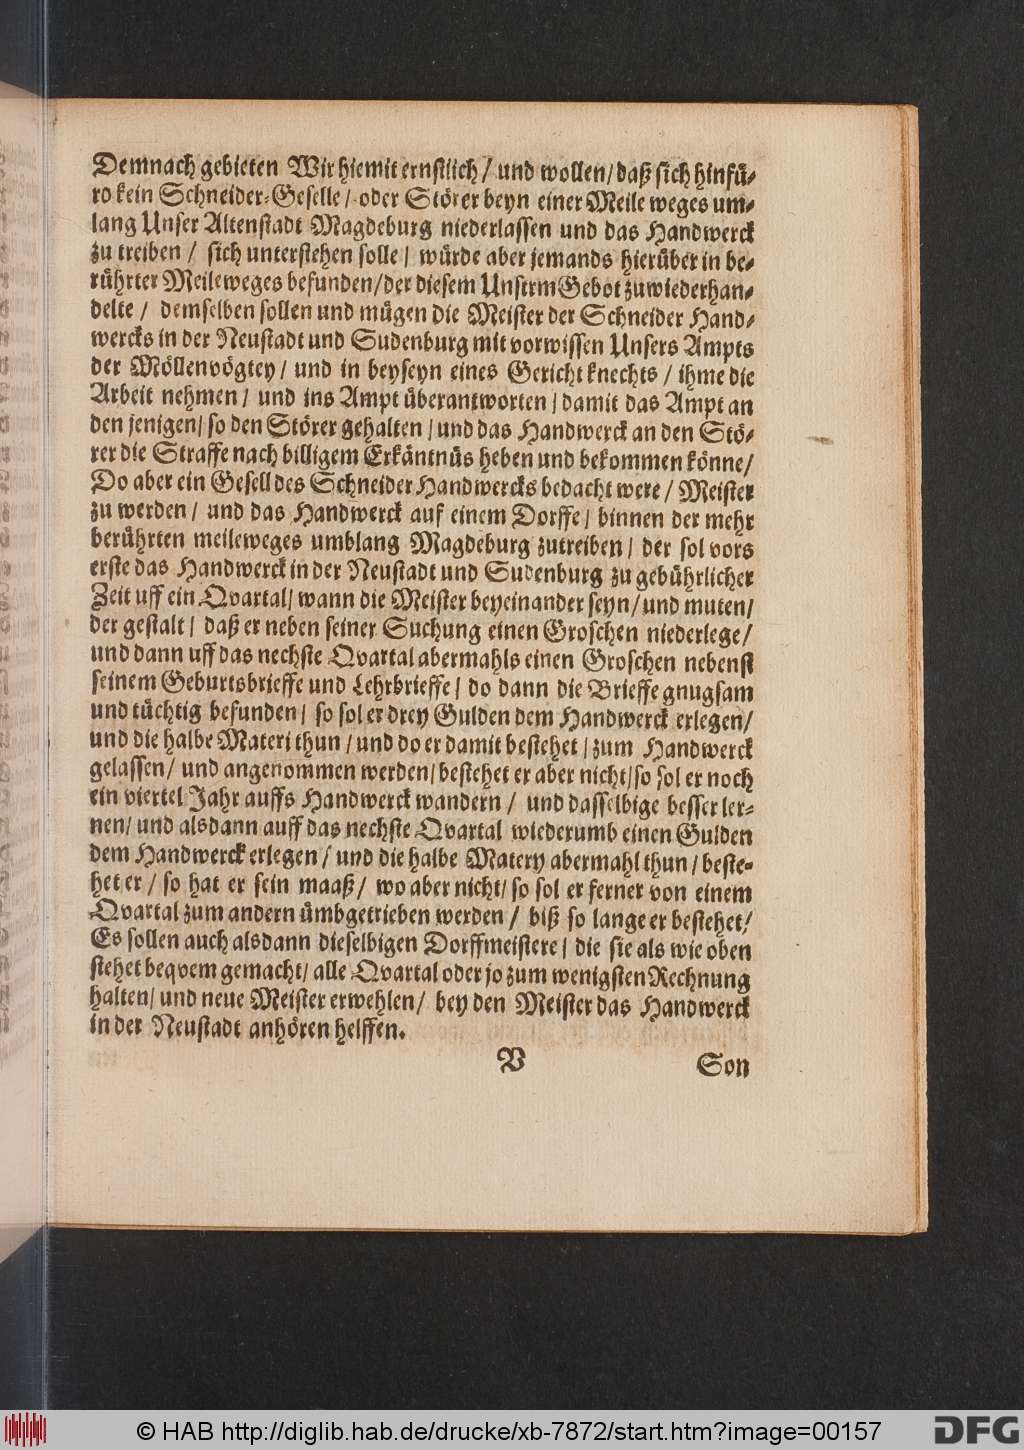 Demnach gebieten Wir hiemit ernstlich / und wollen / daß sich hinfü-
ro kein Schneider-Geselle / oder Störer beyn einer Meile weges um-
lang Unser Altenstadt Magdeburg niederlassen und das Handwerck
zu treiben / sich unterstehen solle / würde aber jemands hierüber in be-
rührter Meileweges befunden / der diesem Unserm Gebot zuwiederhan-
delte / demselben sollen und mügen die Meister der Schneider Hand-
wercks in der Neustadt und Sudenburg mit vorwissen Unsers Ampts
der Möllenvögtey / und in beyseyn eines Gericht knechts / ihme die
Arbeit nehmen / und ins Ampt überantworten / damit das Ampt an
den jenigen / so den Störer gehalten / und das Handwerck an den Stö-
rer die Straffe nach billigem Erkäntnüs heben und bekommen könne /
Do aber ein Gesell des Schneider Handwercks bedacht were / Meister
zu werden / und das Handwerck auf einem Dorffe / binnen der mehr
berührten meileweges umblang Magdeburg zutreiben / der sol vors
erste das Handwerck in der Neustadt und Sudenburg zu gebührlicher
Zeit uff ein Qvartal / wann die Meister beyeinander seyn / und muten /
der gestalt / daß er neben seiner Suchung einen Groschen niederlege /
und dann uff das nechste Qvartal abermahls einen Groschen nebenst
seinem Geburtsbrieffe und Lehrbrieffe / do dann die Brieffe gnugsam
und tüchtig befunden / so sol er drey Gulden dem Handwerck erlegen /
und die halbe Materi thun / und do er damit bestehet / zum Handwerck
gelassen / und angenommen werden / bestehet er aber nicht / so sol er noch
ein viertel Jahr auffs Handwerck wandern / und dasselbige besser ler-
nen / und alsdann auff das nechste Qvartal wiederumb einen Gulden
dem Handwerck erlegen / und die halbe Matery abermahl thun / beste-
het er / so hat er sein maaß / wo aber nicht / so sol er ferner von einem
Qvartal zum andern ümbgetrieben werden / biß so lange er bestehet /
Es sollen auch alsdann dieselbigen Dorffmeistere / die sie als wie oben
stehet beqvem gemacht / alle Qvartal oder jo zum wenigsten Rechnung
halten / und neue Meister erwehlen / bey den Meister das Handwerck
in der Neustadt anhören helffen.
V Son
© HAB http://diglib.hab.de/drucke/xb-7872/start.htm?image=00157
DFG